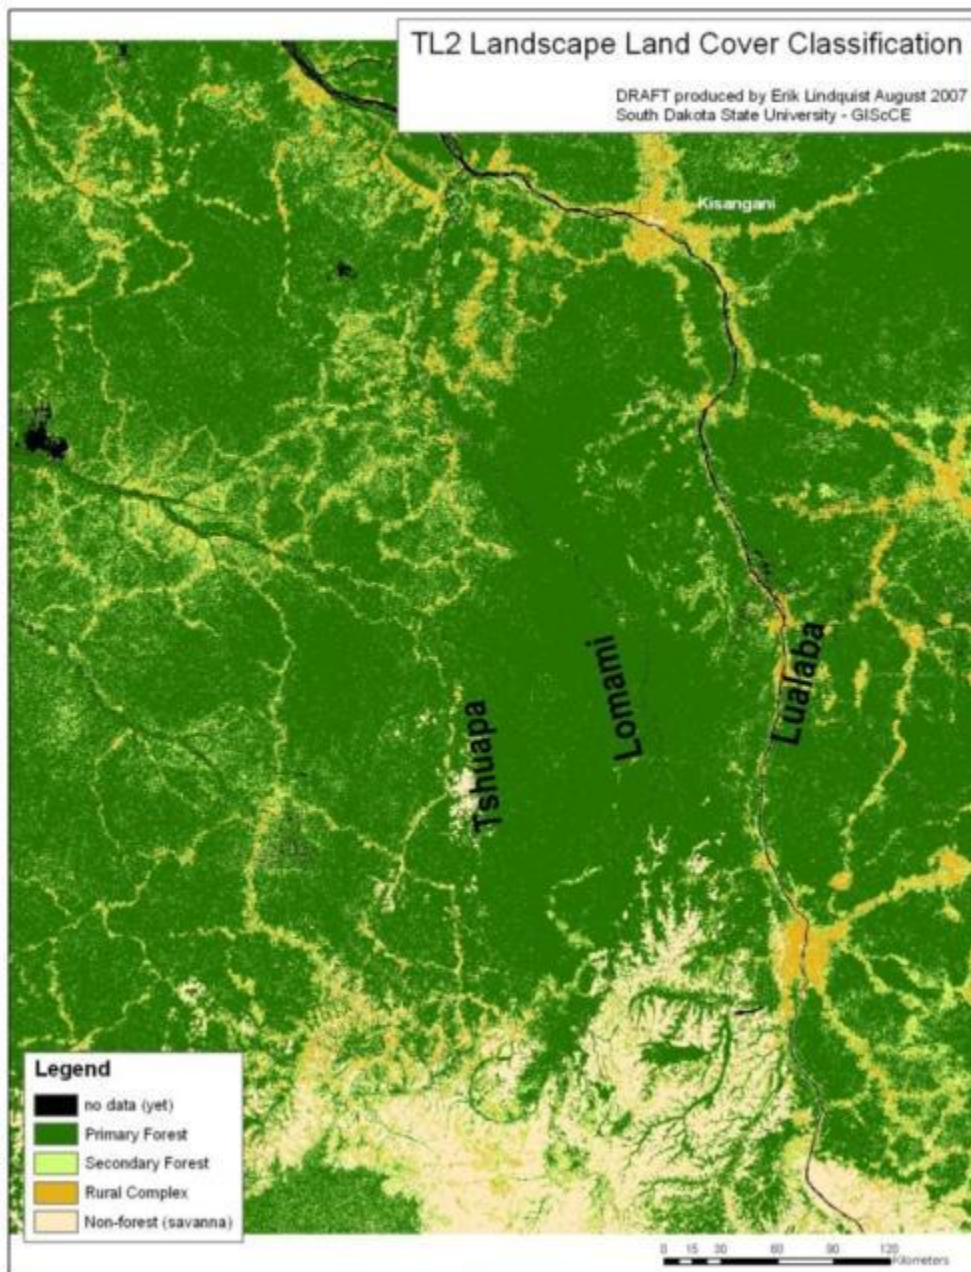 TL2 Landscape Land Cover Classification
DRAFT produced by Erik Lindquist August 2007
South Dakota State University - GIScCE
Kisangani
Lomami
Lualaba
Tshuapa
Legend
no data (yet)
Primary Forest
Secondary Forest
Rural Complex
Non-forest (savanna)
0 15 30 60 90 120
Kilometers